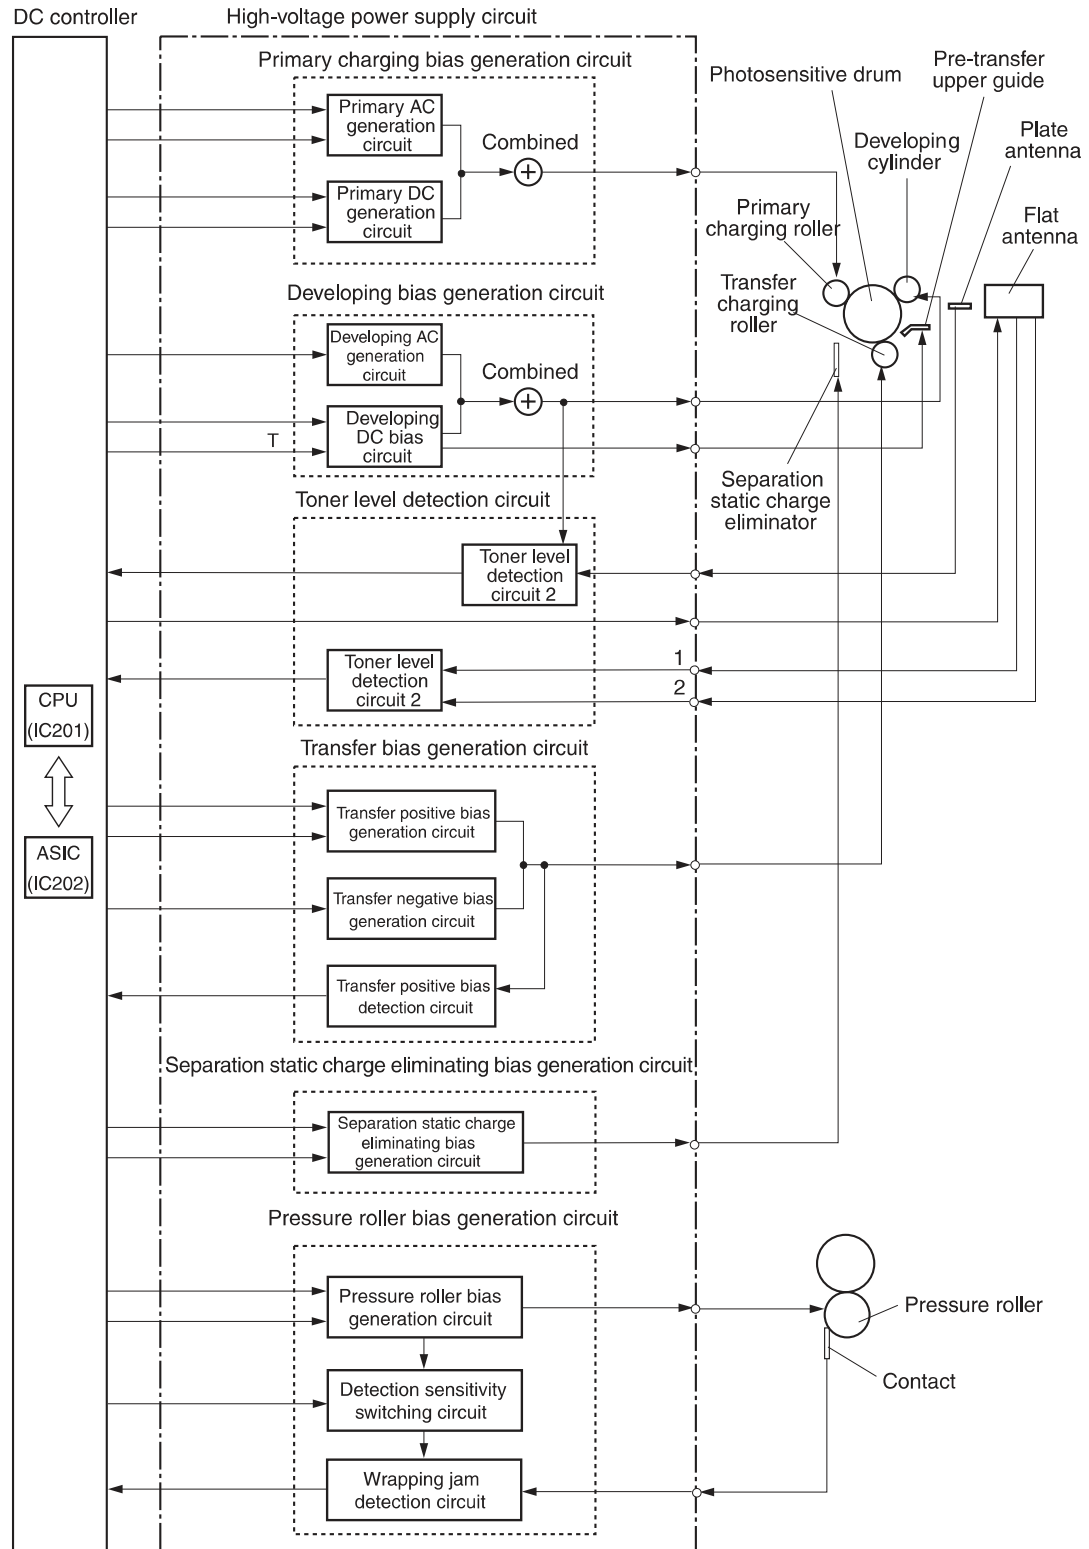 DC controller
High-voltage power supply circuit
Primary charging bias generation circuit
Primary AC
generation
circuit
Combined
+
Primary DC
generation
circuit
Photosensitive drum
Pre-transfer
upper guide
Developing
cylinder
Plate
antenna
Primary
charging roller
Flat
antenna
Transfer
charging
roller
Developing bias generation circuit
Developing AC
generation
circuit
Combined
+
Developing
DC bias
circuit
T
Separation
static charge
eliminator
Toner level detection circuit
Toner level
detection
circuit 2
Toner level
detection
circuit 2
1
2
CPU
(IC201)
ASIC
(IC202)
Transfer bias generation circuit
Transfer positive bias
generation circuit
Transfer negative bias
generation circuit
Transfer positive bias
detection circuit
Separation static charge eliminating bias generation circuit
Separation static charge
eliminating bias
generation circuit
Pressure roller bias generation circuit
Pressure roller bias
generation circuit
Detection sensitivity
switching circuit
Wrapping jam
detection circuit
Pressure roller
Contact